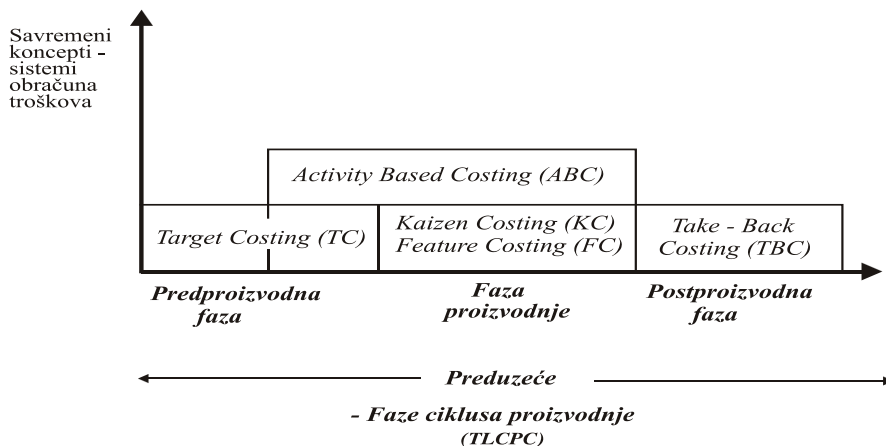 Savremeni
koncepti -
sistemi
obračuna
troškova
Activity Based Costing (ABC)
Target Costing (TC)
Kaizen Costing (KC)
Feature Costing (FC)
Take - Back
Costing (TBC)
Predproizvodna
faza
Faza
proizvodnje
Postproizvodna
faza
Preduzeće
- Faze ciklusa proizvodnje
(TLCPC)